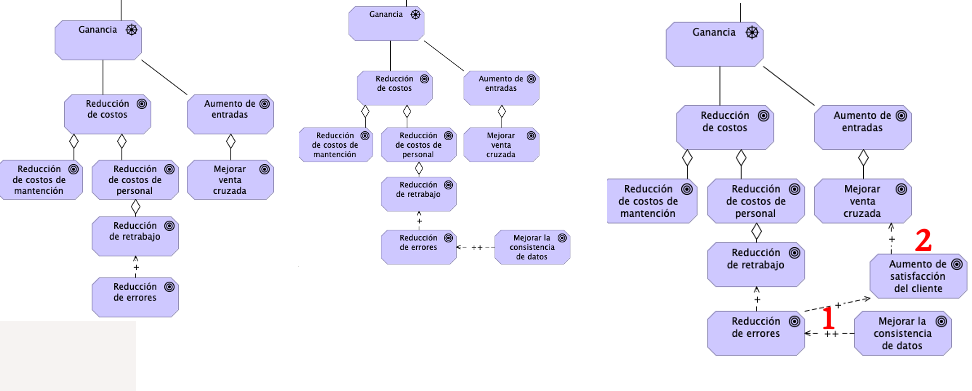 Ganancia
Reducción
de costos
Aumento de
entradas
Reducción
de costos de
mantención
Reducción
de costos de
personal
Mejorar
venta
cruzada
Reducción
de retrabajo
+
Reducción
de errores
Ganancia
Reducción
de costos
Aumento de
entradas
Reducción
de costos de
mantención
Reducción
de costos de
personal
Mejorar
venta
cruzada
Reducción
de retrabajo
+
Reducción
de errores
++
Mejorar la
consistencia
de datos
Ganancia
Reducción
de costos
Aumento de
entradas
Reducción
de costos de
mantención
Reducción
de costos de
personal
Mejorar
venta
cruzada
+
2
Reducción
de retrabajo
Aumento de
satisfacción
del cliente
+
+
1
Reducción
de errores
++
Mejorar la
consistencia
de datos